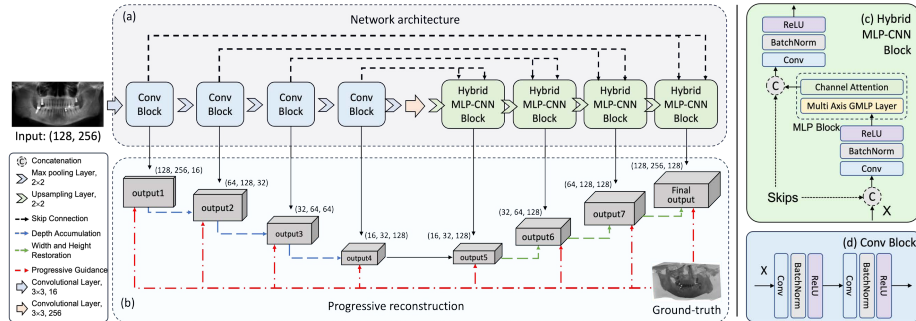 (a)
Network architecture
Conv
Block
Conv
Block
Conv
Block
Conv
Block
Hybrid
MLP-CNN
Block
Hybrid
MLP-CNN
Block
Hybrid
MLP-CNN
Block
Hybrid
MLP-CNN
Block
Input: (128, 256)
Concatenation
Max pooling Layer,
2×2
Upsampling Layer,
2×2
Skip Connection
Depth Accumulation
Width and Height
Restoration
Progressive Guidance
Convolutional Layer,
3×3, 16
Convolutional Layer,
3×3, 256
(128, 256, 16)
output1
(64, 128, 32)
output2
(32, 64, 64)
output3
(16, 32, 128)
output4
(16, 32, 128)
output5
(32, 64, 128)
output6
(64, 128, 128)
output7
(128, 256, 128)
Final
output
(b)
Progressive reconstruction
Ground-truth
(c) Hybrid
MLP-CNN
Block
ReLU
BatchNorm
Conv
C
Channel Attention
Multi Axis GMLP Layer
MLP Block
ReLU
BatchNorm
Conv
Skips
C
X
(d) Conv Block
X
Conv
BatchNorm
ReLU
Conv
BatchNorm
ReLU